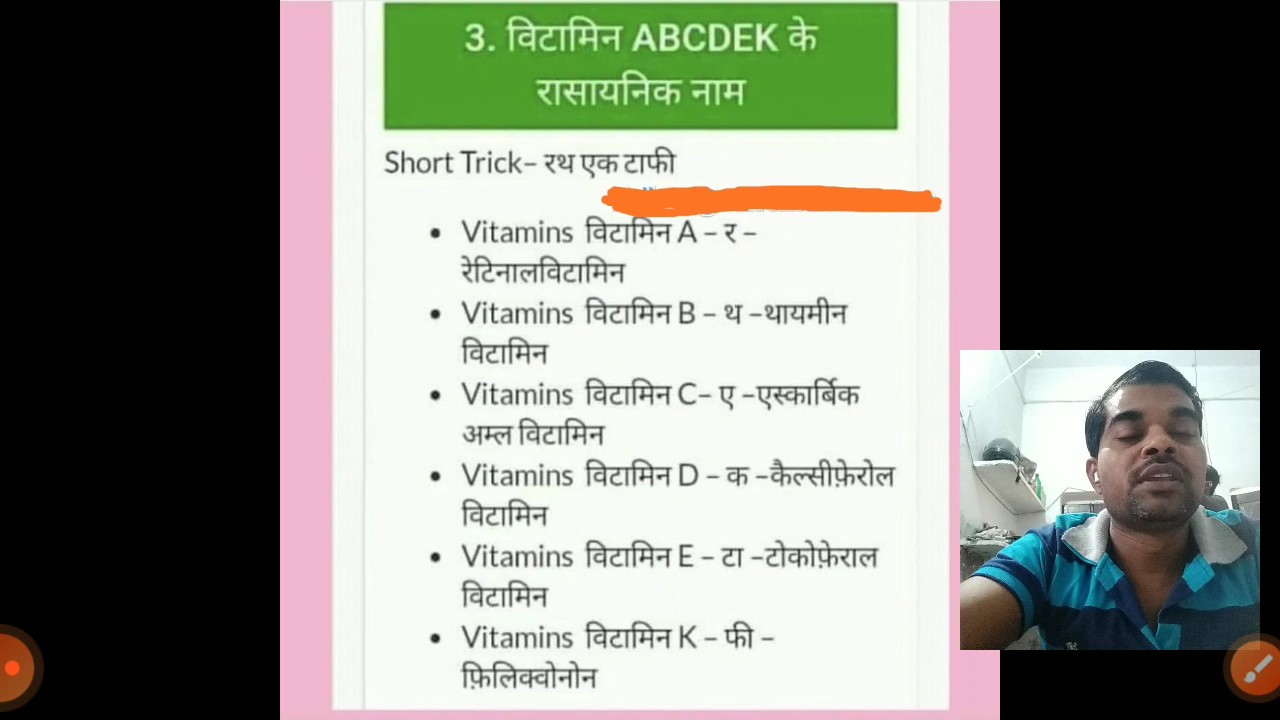 3. विटामिन ABCDEK के
रासायनिक नाम
Short Trick– रथ एक टाफी
Vitamins विटामिन A – र –
रेटिनालविटामिन
Vitamins विटामिन B – थ –थायमीन
विटामिन
Vitamins विटामिन C– ए –एस्कार्बिक
अम्ल विटामिन
Vitamins विटामिन D – क –कैल्सीफ़ेरोल
विटामिन
Vitamins विटामिन E – टा –टोकोफ़ेराल
विटामिन
Vitamins विटामिन K – फी –
फ़िलिक्वोनोन